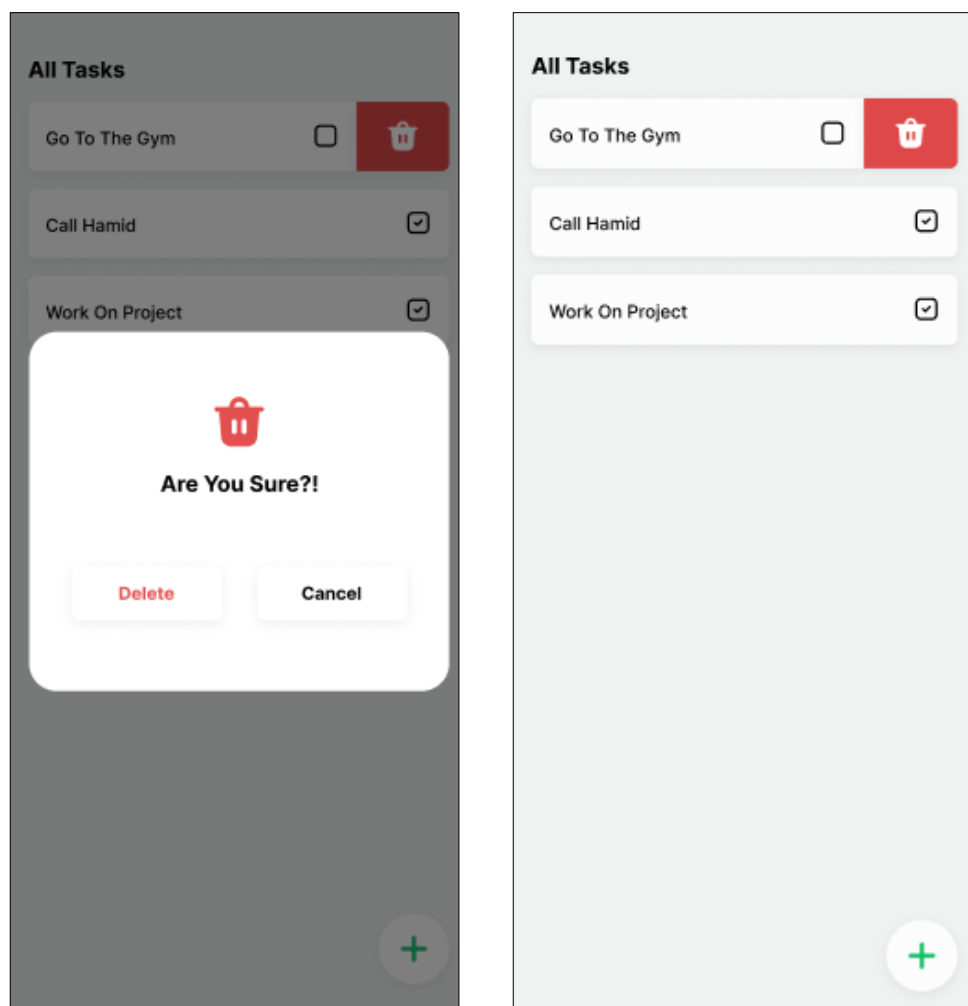 All Tasks
Go To The Gym
Call Hamid
Work On Project
Are You Sure?!
Delete
Cancel
All Tasks
Go To The Gym
Call Hamid
Work On Project